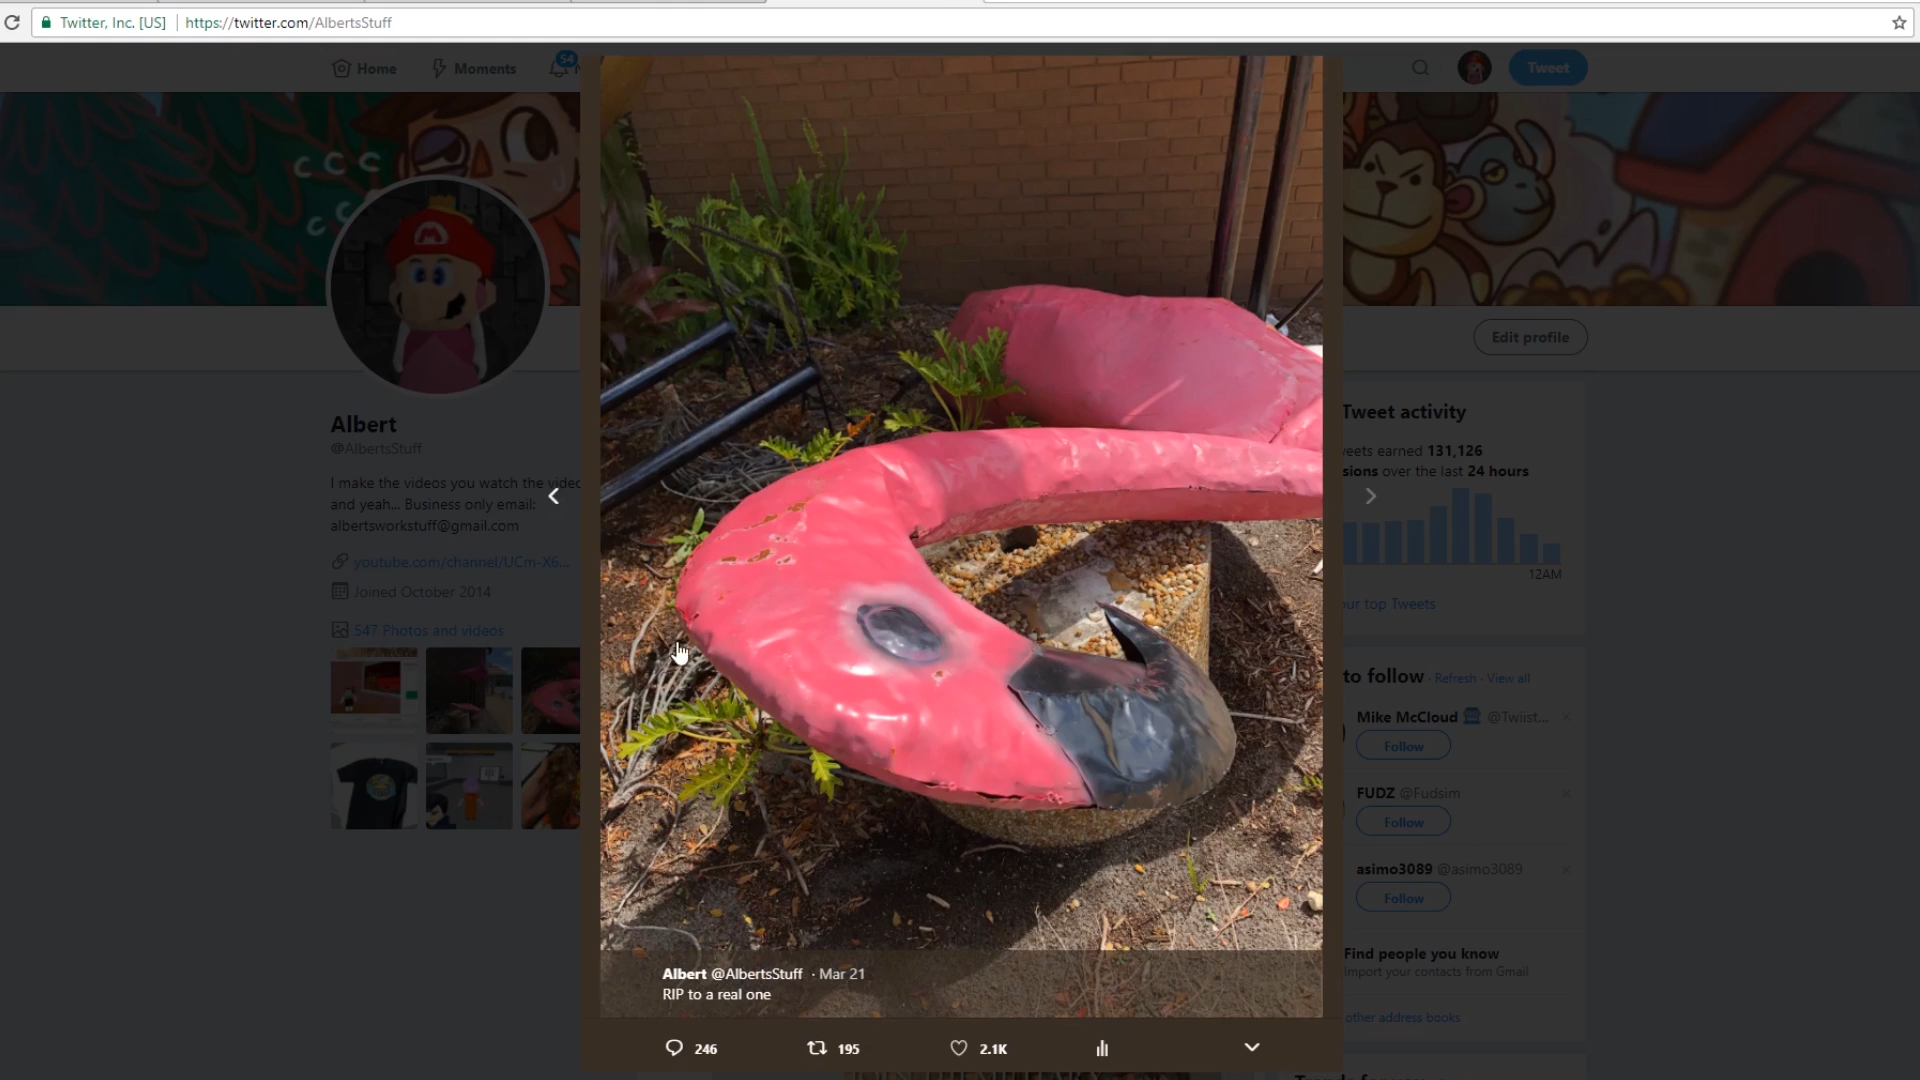 Twitter, Inc. [US] https://twitter.com/AlbertsStuff
Home
Moments
54
Tweet
c c c
c c
M
Edit profile
Albert
@AlbertsStuff
I make the videos you watch the
and yeah... Business only email:
albertsworkstuff@gmail.com
youtube.com/channel/UCm-X6...
Joined October 2014
547 Photos and videos
Albert @AlbertsStuff · Mar 21
RIP to a real one
246
195
2.1K
Tweet activity
eets earned 131,126
sions over the last 24 hours
12AM
ur top Tweets
to follow · Refresh · View all
Mike McCloud @Twiist... ×
Follow
FUDZ @Fudsim ×
Follow
asimo3089 @asimo3089 ×
Follow
Find people you know
Import your contacts from Gmail
other address books